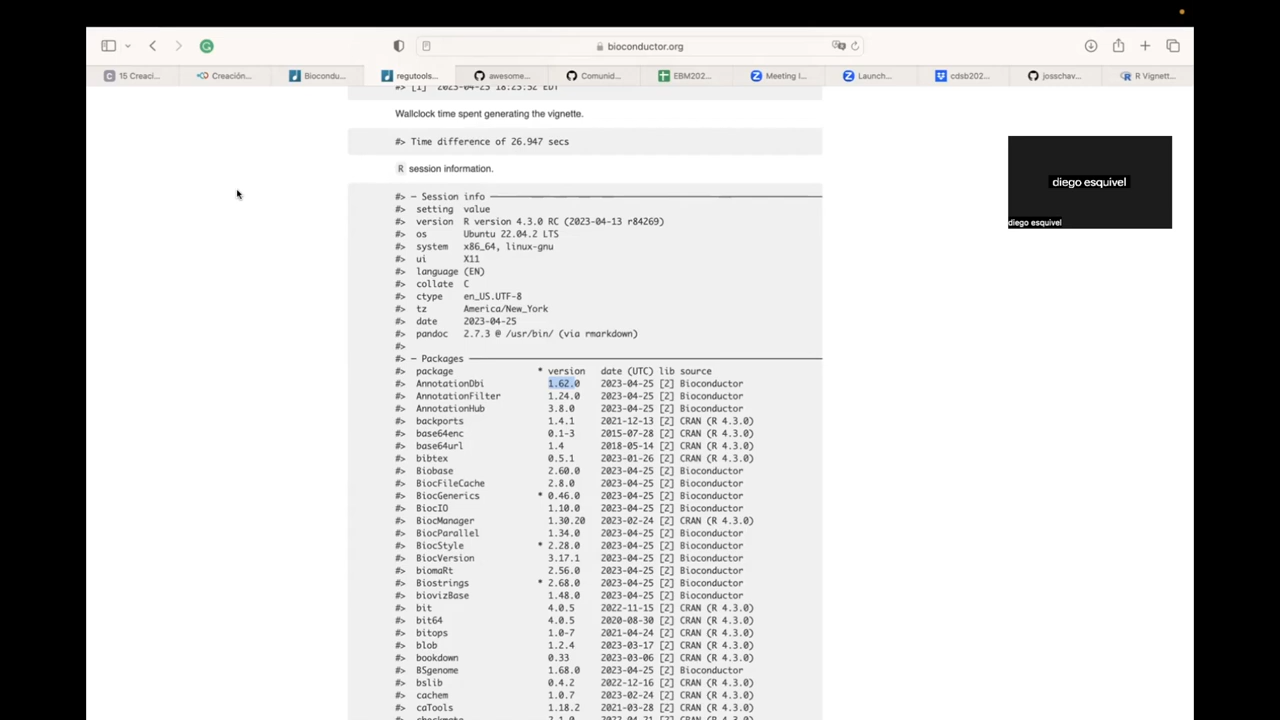 bioconductor.org
15 Creaci...
Creación...
Biocondu...
regutools...
awesome...
Comunid...
EBM202...
Meeting I...
Launch...
cdsb202...
josschav...
R Vignett...
#> [1] "2023-04-25 18:25:52 EDT"
Wallclock time spent generating the vignette.
#> Time difference of 26.947 secs
R session information.
diego esquivel
diego esquivel
#> — Session info
#> setting value
#> version R version 4.3.0 RC (2023-04-13 r84269)
#> os Ubuntu 22.04.2 LTS
#> system x86_64, linux-gnu
#> ui X11
#> language (EN)
#> collate C
#> ctype en_US.UTF-8
#> tz America/New_York
#> date 2023-04-25
#> pandoc 2.7.3 @ /usr/bin/ (via rmarkdown)
#>
#> — Packages
#> package * version date (UTC) lib source
#> AnnotationDbi 1.62.0 2023-04-25 [2] Bioconductor
#> AnnotationFilter 1.24.0 2023-04-25 [2] Bioconductor
#> AnnotationHub 3.8.0 2023-04-25 [2] Bioconductor
#> backports 1.4.1 2021-12-13 [2] CRAN (R 4.3.0)
#> base64enc 0.1-3 2015-07-28 [2] CRAN (R 4.3.0)
#> base64url 1.4 2018-05-14 [2] CRAN (R 4.3.0)
#> bibtex 0.5.1 2023-01-26 [2] CRAN (R 4.3.0)
#> Biobase 2.60.0 2023-04-25 [2] Bioconductor
#> BiocFileCache 2.8.0 2023-04-25 [2] Bioconductor
#> BiocGenerics * 0.46.0 2023-04-25 [2] Bioconductor
#> BiocIO 1.10.0 2023-04-25 [2] Bioconductor
#> BiocManager 1.30.20 2023-02-24 [2] CRAN (R 4.3.0)
#> BiocParallel 1.34.0 2023-04-25 [2] Bioconductor
#> BiocStyle * 2.28.0 2023-04-25 [2] Bioconductor
#> BiocVersion 3.17.1 2023-04-25 [2] Bioconductor
#> biomaRt 2.56.0 2023-04-25 [2] Bioconductor
#> Biostrings * 2.68.0 2023-04-25 [2] Bioconductor
#> biovizBase 1.48.0 2023-04-25 [2] Bioconductor
#> bit 4.0.5 2022-11-15 [2] CRAN (R 4.3.0)
#> bit64 4.0.5 2020-08-30 [2] CRAN (R 4.3.0)
#> bitops 1.0-7 2021-04-24 [2] CRAN (R 4.3.0)
#> blob 1.2.4 2023-03-17 [2] CRAN (R 4.3.0)
#> bookdown 0.33 2023-03-06 [2] CRAN (R 4.3.0)
#> BSgenome 1.68.0 2023-04-25 [2] Bioconductor
#> bslib 0.4.2 2022-12-16 [2] CRAN (R 4.3.0)
#> cachem 1.0.7 2023-02-24 [2] CRAN (R 4.3.0)
#> caTools 1.18.2 2021-03-28 [2] CRAN (R 4.3.0)